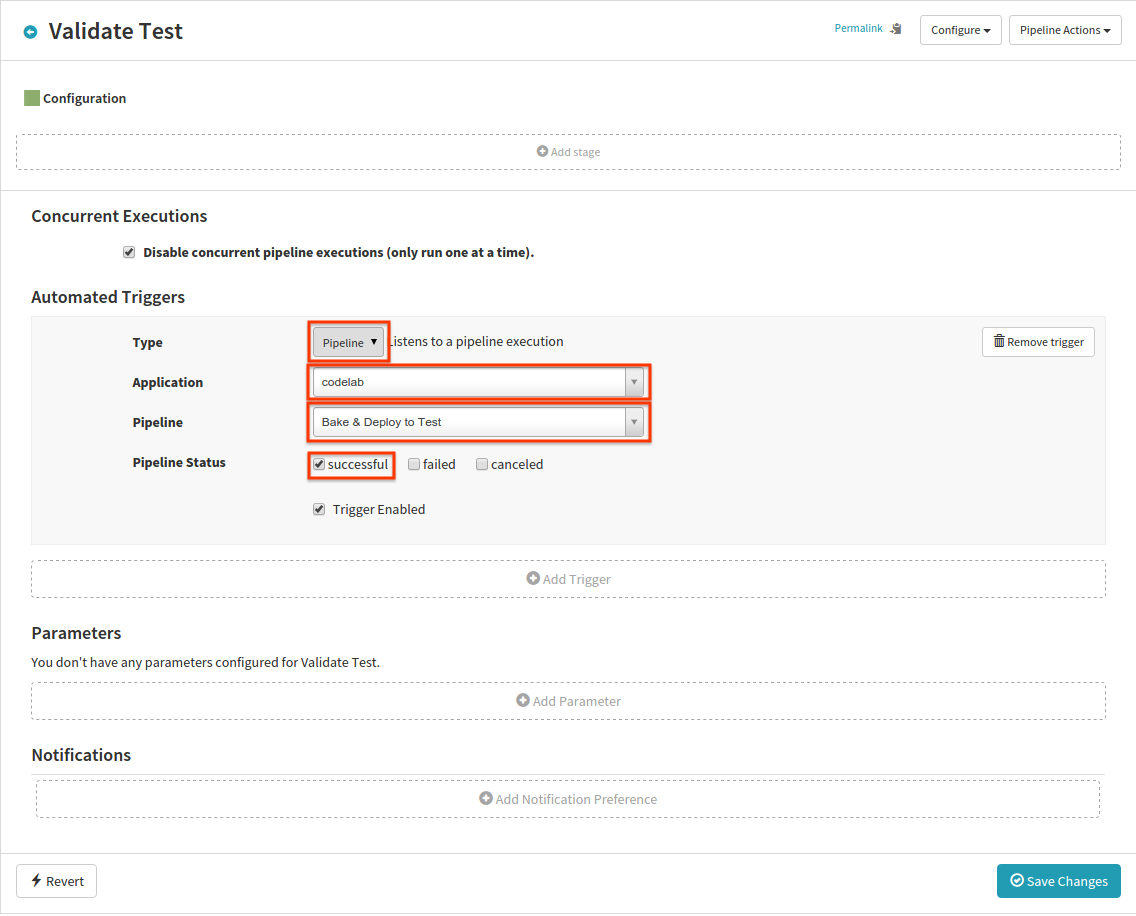 Validate Test
Permalink
Configure
Pipeline Actions
Configuration
Add stage
Concurrent Executions
Disable concurrent pipeline executions (only run one at a time).
Automated Triggers
Type Pipeline Listens to a pipeline execution Remove trigger
Application codelab
Pipeline Bake & Deploy to Test
Pipeline Status successful failed canceled
Trigger Enabled
Add Trigger
Parameters
You don't have any parameters configured for Validate Test.
Add Parameter
Notifications
Add Notification Preference
Revert Save Changes